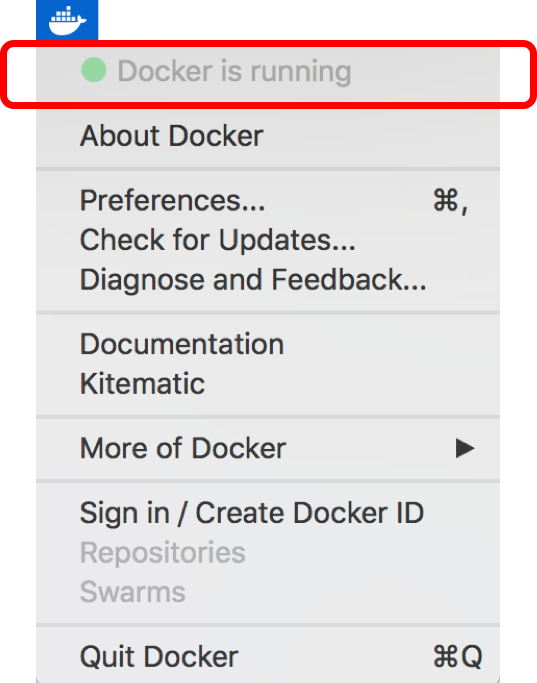 Docker is running
About Docker
Preferences... ⌘,
Check for Updates...
Diagnose and Feedback...
Documentation
Kitematic
More of Docker ▶
Sign in / Create Docker ID
Repositories
Swarms
Quit Docker ⌘Q